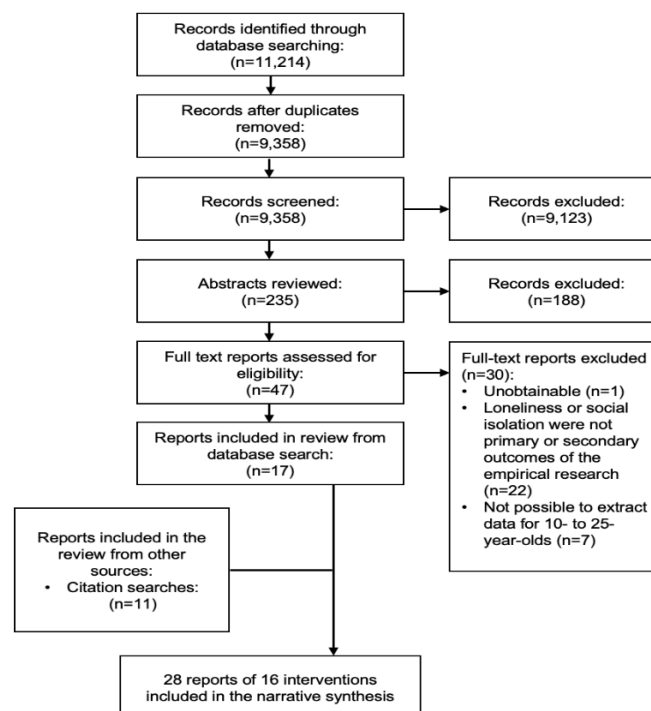 Records identified through
database searching:
(n=11,214)
Records after duplicates
removed:
(n=9,358)
Records screened:
(n=9,358)
Records excluded:
(n=9,123)
Abstracts reviewed:
(n=235)
Records excluded:
(n=188)
Full text reports assessed for
eligibility:
(n=47)
Full-text reports excluded
(n=30):
• Unobtainable (n=1)
• Loneliness or social
isolation were not
primary or secondary
outcomes of the
empirical research
(n=22)
• Not possible to extract
data for 10- to 25-
year-olds (n=7)
Reports included in review from
database search:
(n=17)
Reports included in the
review from other
sources:
• Citation searches:
(n=11)
28 reports of 16 interventions
included in the narrative synthesis